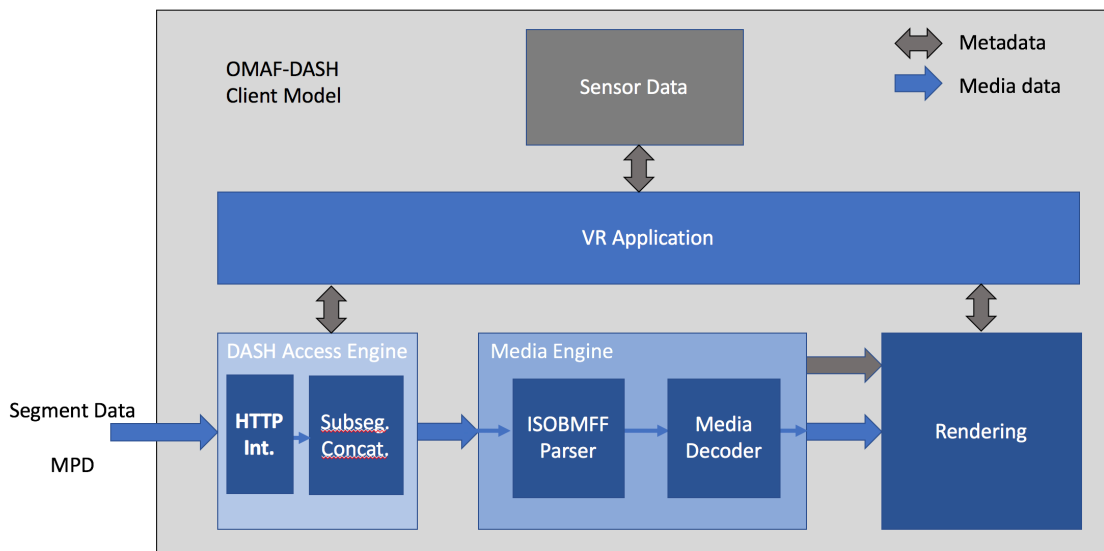 OMAF-DASH
Client Model
Sensor Data
Metadata
Media data
VR Application
DASH Access Engine
HTTP
Int.
Subseg.
Concat.
Media Engine
ISOBMFF
Parser
Media
Decoder
Rendering
Segment Data
MPD